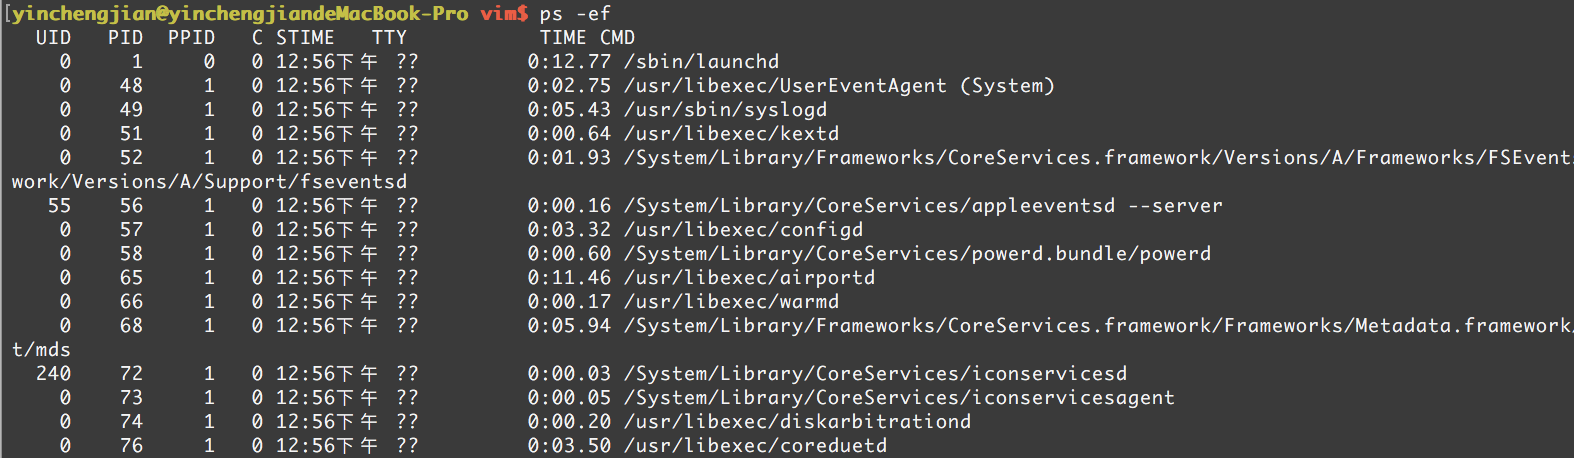 [yinchengjian@yinchengjiandeMacBook-Pro vim$ ps -ef
UID PID PPID C STIME TTY TIME CMD
0 1 0 0 12:56下午 ?? 0:12.77 /sbin/launchd
0 48 1 0 12:56下午 ?? 0:02.75 /usr/libexec/UserEventAgent (System)
0 49 1 0 12:56下午 ?? 0:05.43 /usr/sbin/syslogd
0 51 1 0 12:56下午 ?? 0:00.64 /usr/libexec/kextd
0 52 1 0 12:56下午 ?? 0:01.93 /System/Library/Frameworks/CoreServices.framework/Versions/A/Frameworks/FSEvents
work/Versions/A/Support/fseventsd
55 56 1 0 12:56下午 ?? 0:00.16 /System/Library/CoreServices/appleeventsd --server
0 57 1 0 12:56下午 ?? 0:03.32 /usr/libexec/configd
0 58 1 0 12:56下午 ?? 0:00.60 /System/Library/CoreServices/powerd.bundle/powerd
0 65 1 0 12:56下午 ?? 0:11.46 /usr/libexec/airportd
0 66 1 0 12:56下午 ?? 0:00.17 /usr/libexec/warmd
0 68 1 0 12:56下午 ?? 0:05.94 /System/Library/Frameworks/CoreServices.framework/Frameworks/Metadata.framework/
t/mds
240 72 1 0 12:56下午 ?? 0:00.03 /System/Library/CoreServices/iconservicesd
0 73 1 0 12:56下午 ?? 0:00.05 /System/Library/CoreServices/iconservicesagent
0 74 1 0 12:56下午 ?? 0:00.20 /usr/libexec/diskarbitrationd
0 76 1 0 12:56下午 ?? 0:03.50 /usr/libexec/coreduetd